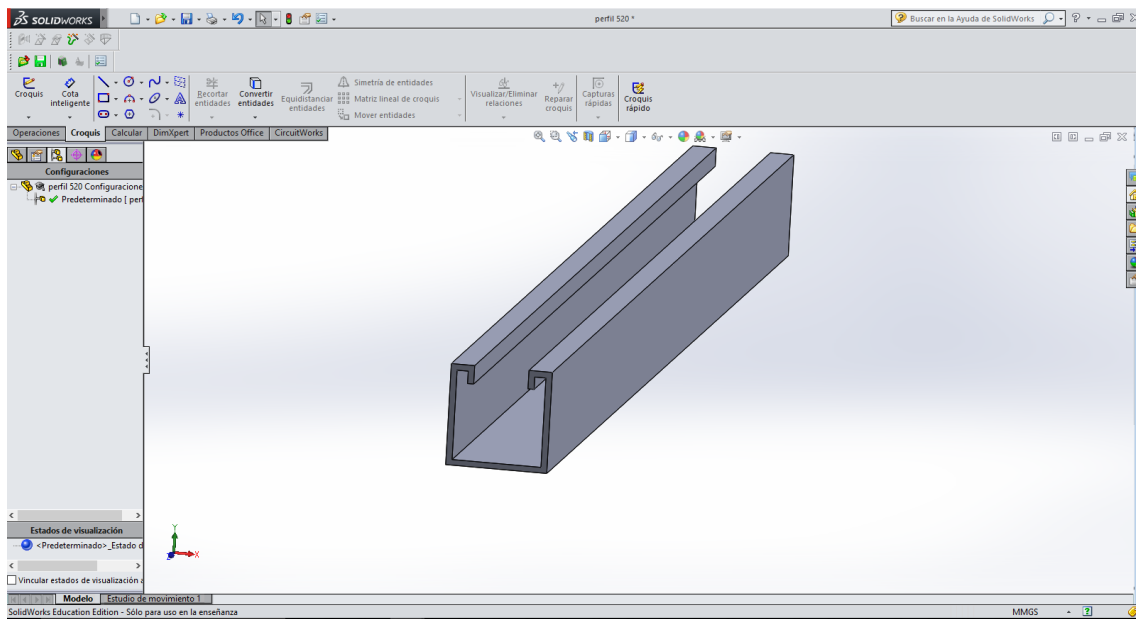 SOLIDWORKS
perfil 520 *
Buscar en la Ayuda de SolidWorks
Croquis
Cota inteligente
Recortar entidades
Convertir entidades
Equidistanciar entidades
Simetría de entidades
Matriz lineal de croquis
Mover entidades
Visualizar/Eliminar relaciones
Reparar croquis
Capturas rápidas
Croquis rápido
Operaciones Croquis Calcular DimXpert Productos Office CircuitWorks
Configuraciones
perfil 520 Configuracione
Predeterminado [ perf
Estados de visualización
<Predeterminado>_Estado d
Vincular estados de visualización a
Y
X
Modelo Estudio de movimiento 1
SolidWorks Education Edition - Sólo para uso en la enseñanza
MMGS